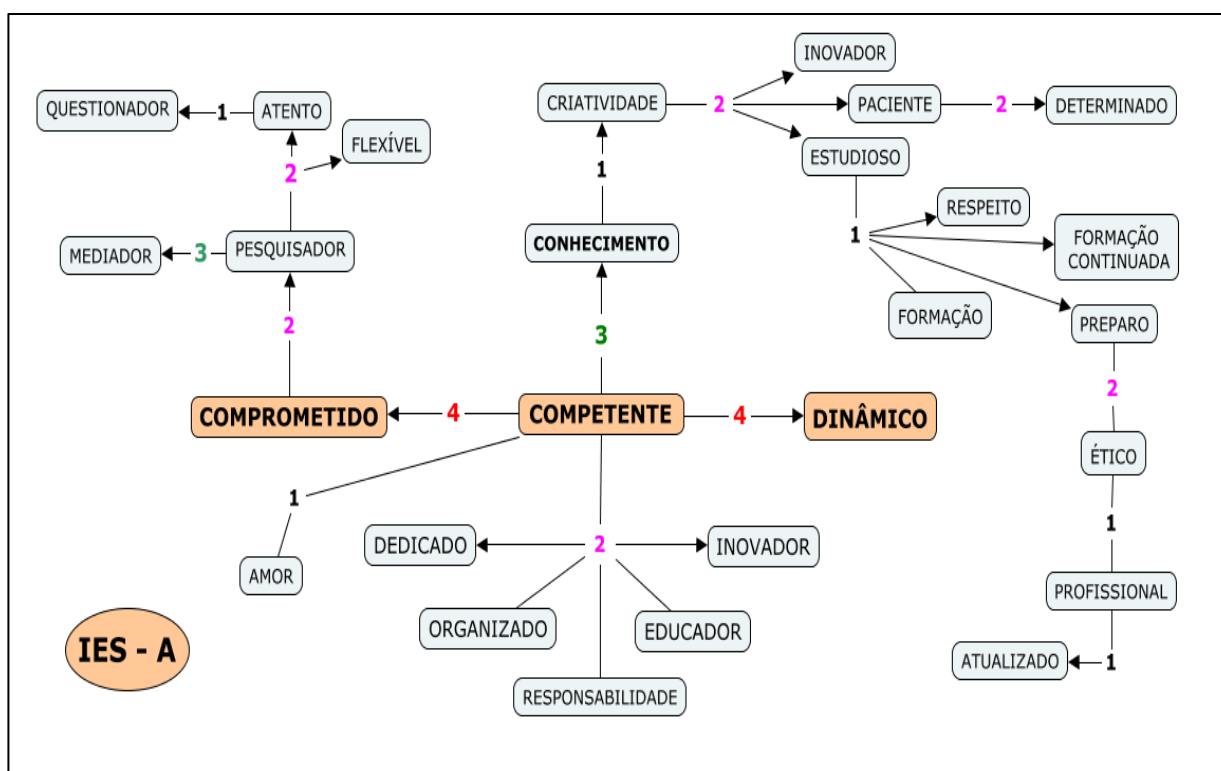 INOVADOR
QUESTIONADOR
1
ATENTO
CRIATIVIDADE
2
PACIENTE
2
DETERMINADO
FLEXÍVEL
2
1
ESTUDIOSO
RESPEITO
MEDIADOR
3
PESQUISADOR
CONHECIMENTO
1
FORMAÇÃO
CONTINUADA
FORMAÇÃO
PREPARO
2
3
2
COMPROMETIDO
4
COMPETENTE
4
DINÂMICO
ÉTICO
1
1
DEDICADO
2
INOVADOR
AMOR
PROFISSIONAL
ORGANIZADO
EDUCADOR
IES - A
ATUALIZADO
1
RESPONSABILIDADE